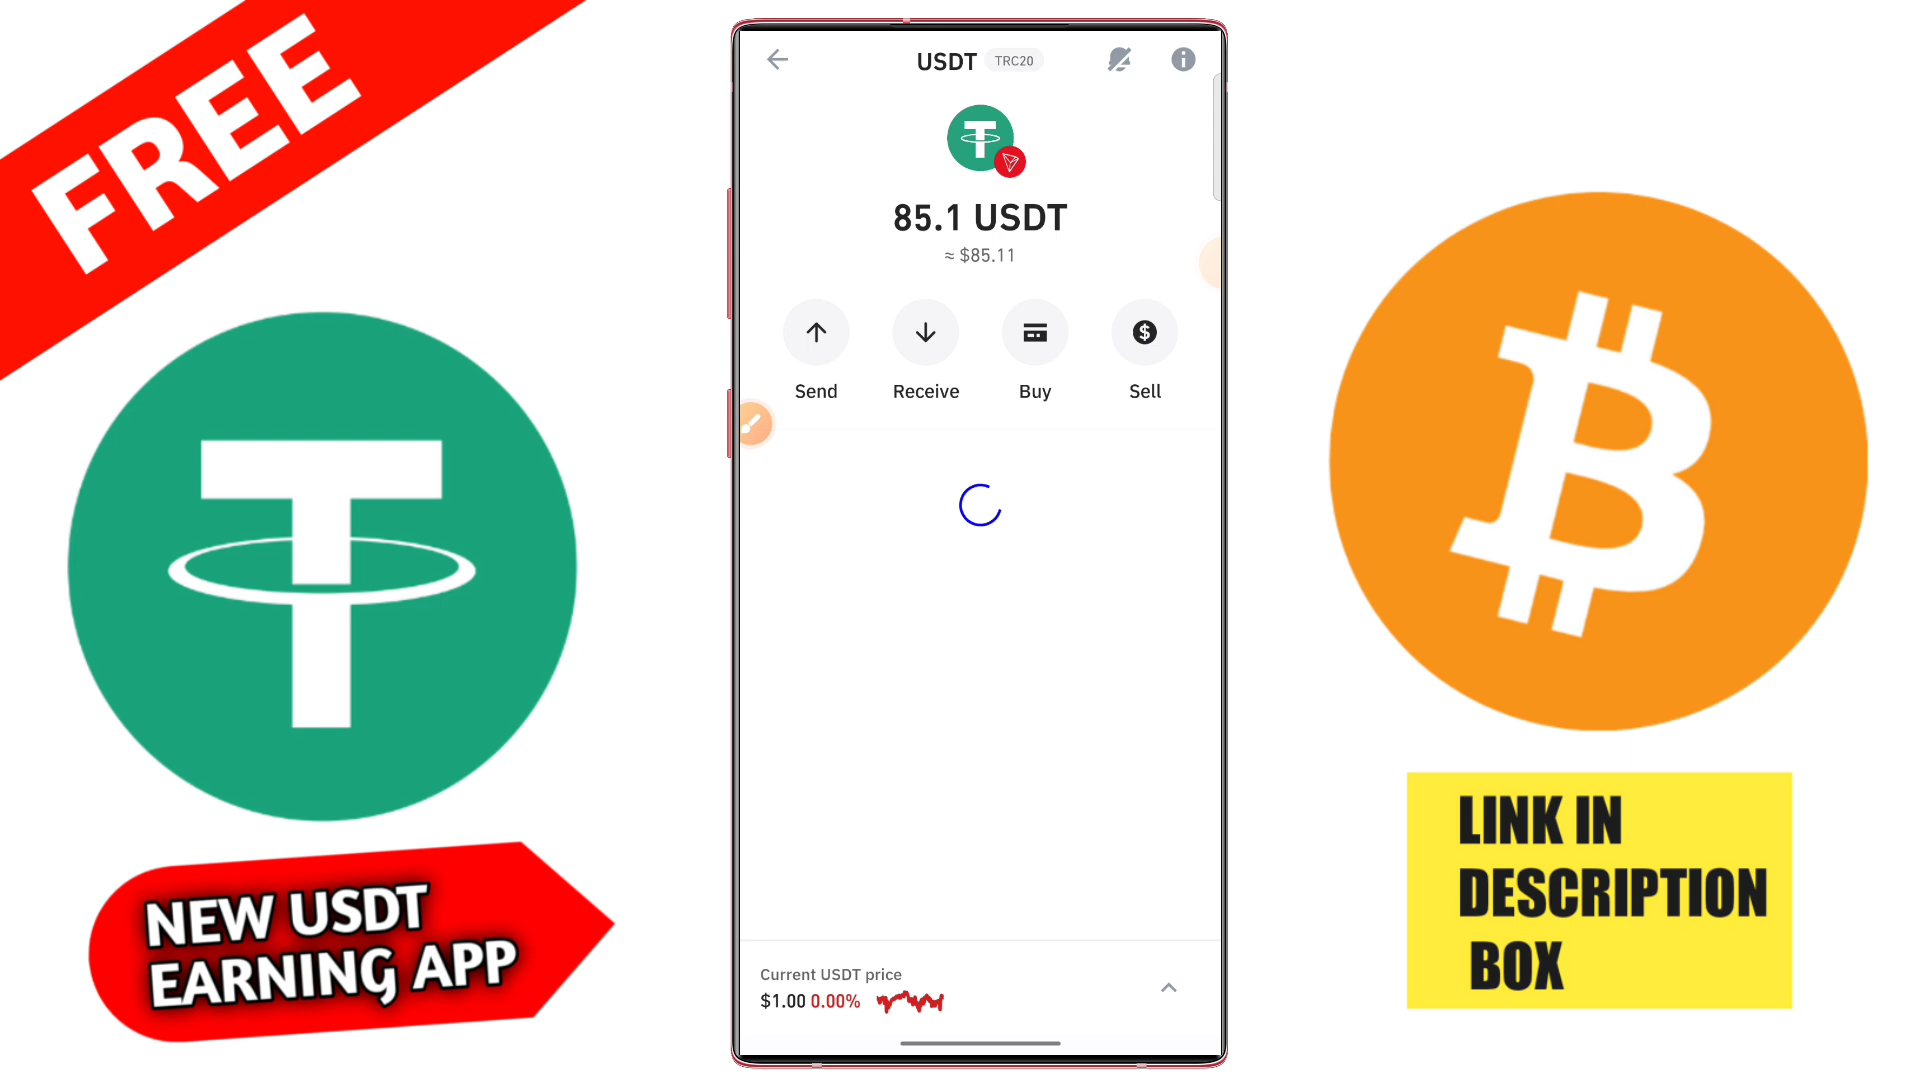 FREE
USDT TRC20
85.1 USDT
≈ $85.11
Send Receive Buy Sell
Current USDT price
$1.00 0.00%
NEW USDT
EARNING APP
LINK IN
DESCRIPTION
BOX